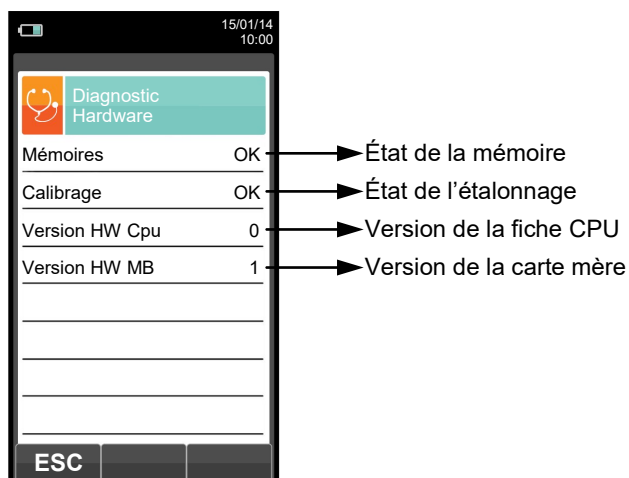 15/01/14
10:00
Diagnostic
Hardware
Mémoires OK État de la mémoire
Calibrage OK État de l'étalonnage
Version HW Cpu 0 Version de la fiche CPU
Version HW MB 1 Version de la carte mère
ESC